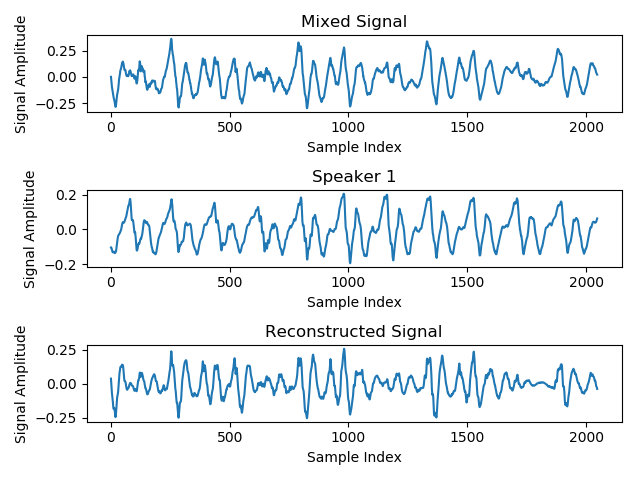 Mixed Signal
Signal Amplitude
0.25
0.00
−0.25
0 500 1000 1500 2000
Sample Index
Speaker 1
Signal Amplitude
0.2
0.0
−0.2
0 500 1000 1500 2000
Sample Index
Reconstructed Signal
Signal Amplitude
0.25
0.00
−0.25
0 500 1000 1500 2000
Sample Index